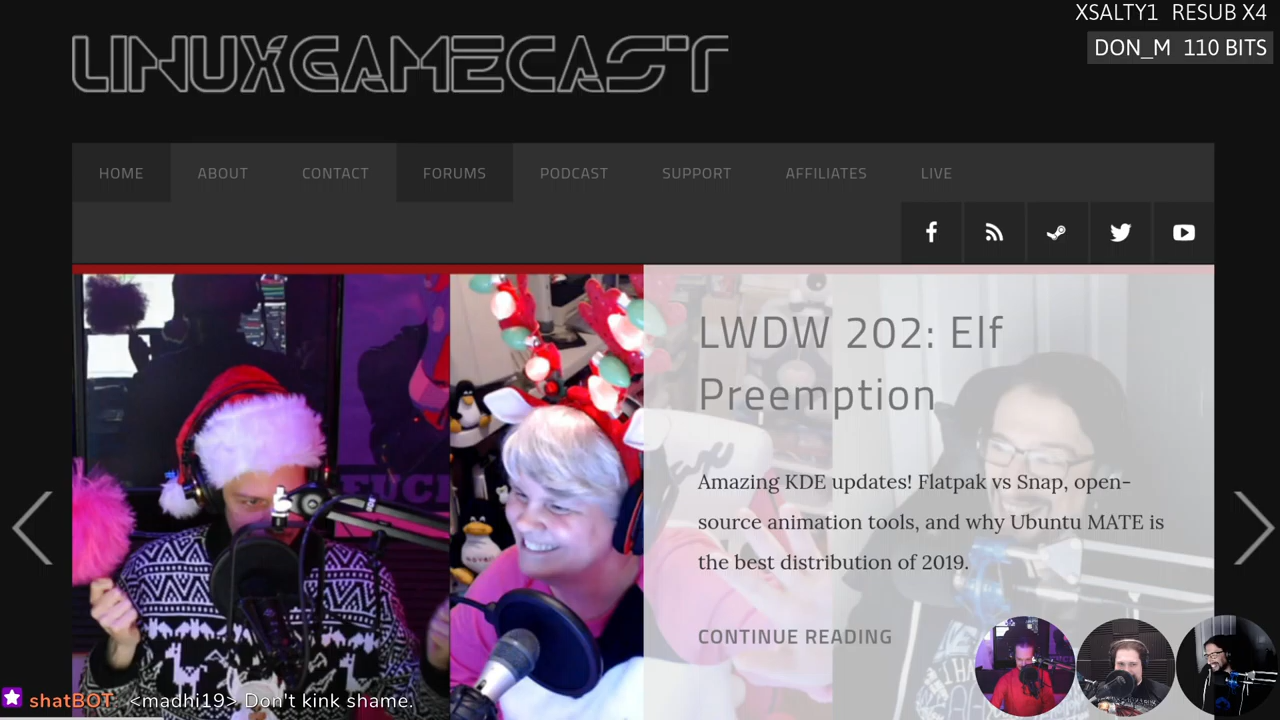 XSALTY1 RESUB X4
DON_M 110 BITS
LINUXGAMECAST
HOME ABOUT CONTACT FORUMS PODCAST SUPPORT AFFILIATES LIVE
LWDW 202: Elf
Preemption
Amazing KDE updates! Flatpak vs Snap, open-
source animation tools, and why Ubuntu MATE is
the best distribution of 2019.
CONTINUE READING
shatBOT <madhi19> Don't kink shame.